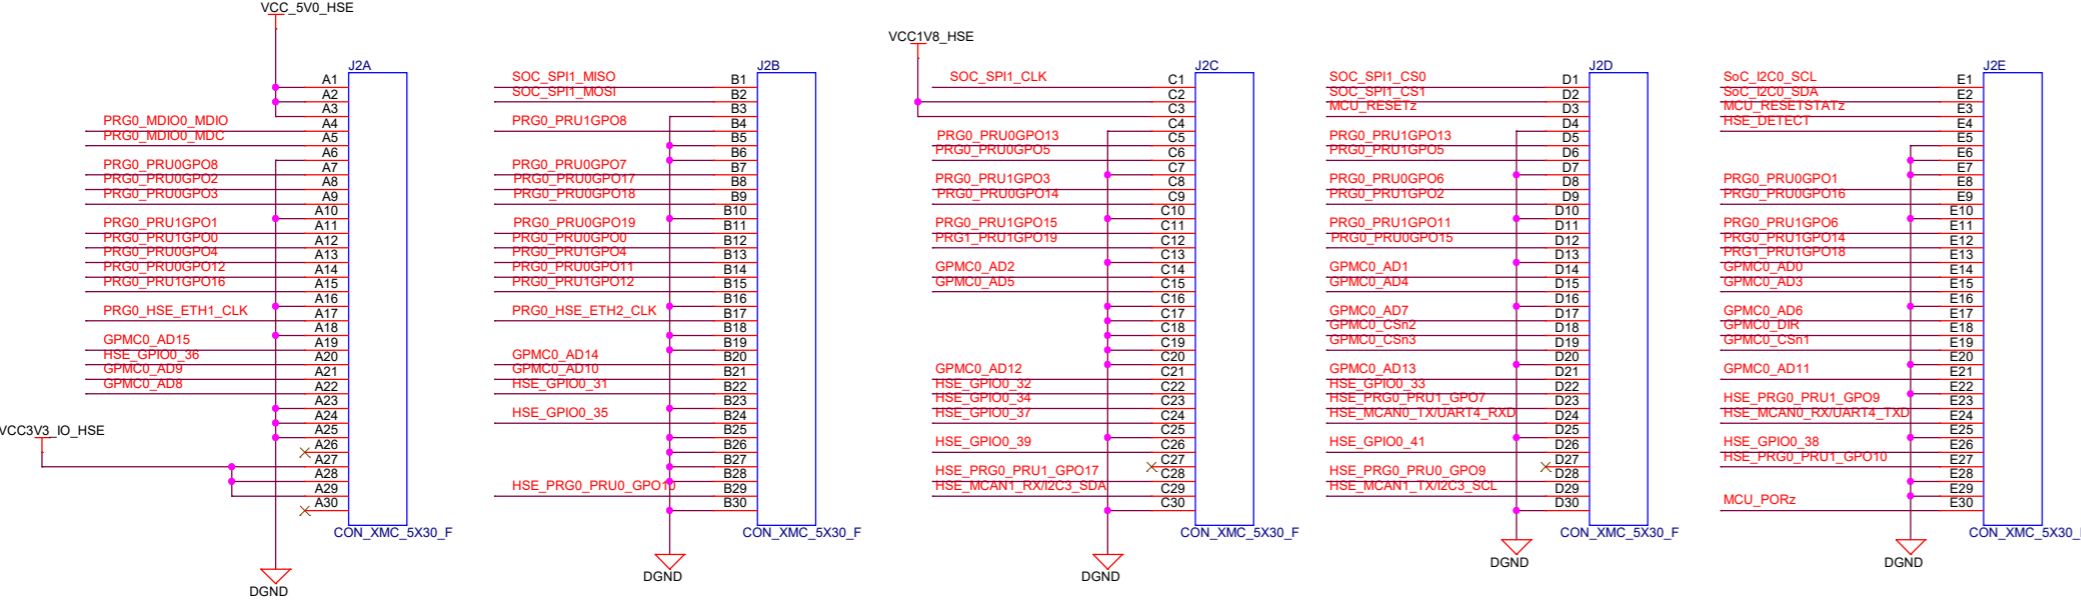 VCC_5V0_HSE
J2A
A1
A2
A3
PRG0_MDIO0_MDIO A4
PRG0_MDIO0_MDC A5
A6
PRG0_PRU0GPO8 A7
PRG0_PRU0GPO2 A8
PRG0_PRU0GPO3 A9
A10
PRG0_PRU1GPO1 A11
PRG0_PRU1GPO0 A12
PRG0_PRU0GPO4 A13
PRG0_PRU0GPO12 A14
PRG0_PRU1GPO16 A15
A16
PRG0_HSE_ETH1_CLK A17
A18
GPMC0_AD15 A19
HSE_GPIO0_36 A20
GPMC0_AD9 A21
GPMC0_AD8 A22
A23
A24
VCC3V3_IO_HSE A25
A26
A27
A28
A29
A30
CON_XMC_5X30_F
DGND
J2B
SOC_SPI1_MISO B1
SOC_SPI1_MOSI B2
B3
PRG0_PRU1GPO8 B4
B5
B6
PRG0_PRU0GPO7 B7
PRG0_PRU0GPO17 B8
PRG0_PRU0GPO18 B9
B10
PRG0_PRU0GPO19 B11
PRG0_PRU0GPO0 B12
PRG0_PRU1GPO4 B13
PRG0_PRU0GPO11 B14
PRG0_PRU1GPO12 B15
B16
PRG0_HSE_ETH2_CLK B17
B18
B19
GPMC0_AD14 B20
GPMC0_AD10 B21
HSE_GPIO0_31 B22
B23
HSE_GPIO0_35 B24
B25
B26
B27
B28
HSE_PRG0_PRU0_GPO10 B29
B30
CON_XMC_5X30_F
DGND
VCC1V8_HSE
J2C
SOC_SPI1_CLK C1
C2
C3
C4
PRG0_PRU0GPO13 C5
PRG0_PRU0GPO5 C6
C7
PRG0_PRU1GPO3 C8
PRG0_PRU0GPO14 C9
C10
PRG0_PRU1GPO15 C11
PRG1_PRU1GPO19 C12
C13
GPMC0_AD2 C14
GPMC0_AD5 C15
C16
C17
C18
C19
C20
GPMC0_AD12 C21
HSE_GPIO0_32 C22
HSE_GPIO0_34 C23
HSE_GPIO0_37 C24
C25
HSE_GPIO0_39 C26
C27
HSE_PRG0_PRU1_GPO17 C28
HSE_MCAN1_RX/I2C3_SDA C29
C30
CON_XMC_5X30_F
DGND
J2D
SOC_SPI1_CS0 D1
SOC_SPI1_CS1 D2
MCU_RESETz D3
D4
PRG0_PRU1GPO13 D5
PRG0_PRU1GPO5 D6
D7
PRG0_PRU0GPO6 D8
PRG0_PRU1GPO2 D9
D10
PRG0_PRU1GPO11 D11
PRG0_PRU0GPO15 D12
D13
GPMC0_AD1 D14
GPMC0_AD4 D15
D16
GPMC0_AD7 D17
GPMC0_CSn2 D18
GPMC0_CSn3 D19
D20
GPMC0_AD13 D21
HSE_GPIO0_33 D22
HSE_PRG0_PRU1_GPO7 D23
HSE_MCAN0_TX/UART4_RXD D24
D25
HSE_GPIO0_41 D26
D27
HSE_PRG0_PRU0_GPO9 D28
HSE_MCAN1_TX/I2C3_SCL D29
D30
CON_XMC_5X30_F
DGND
J2E
SoC_I2C0_SCL E1
SoC_I2C0_SDA E2
MCU_RESETSTATz E3
HSE_DETECT E4
E5
E6
E7
PRG0_PRU0GPO1 E8
PRG0_PRU0GPO16 E9
E10
PRG0_PRU1GPO6 E11
PRG0_PRU1GPO14 E12
PRG1_PRU1GPO18 E13
GPMC0_AD0 E14
GPMC0_AD3 E15
E16
GPMC0_AD6 E17
GPMC0_DIR E18
GPMC0_CSn1 E19
E20
GPMC0_AD11 E21
E22
HSE_PRG0_PRU1_GPO9 E23
HSE_MCAN0_RX/UART4_TXD E24
E25
HSE_GPIO0_38 E26
HSE_PRG0_PRU1_GPO10 E27
E28
E29
MCU_PORz E30
CON_XMC_5X30_
DGND